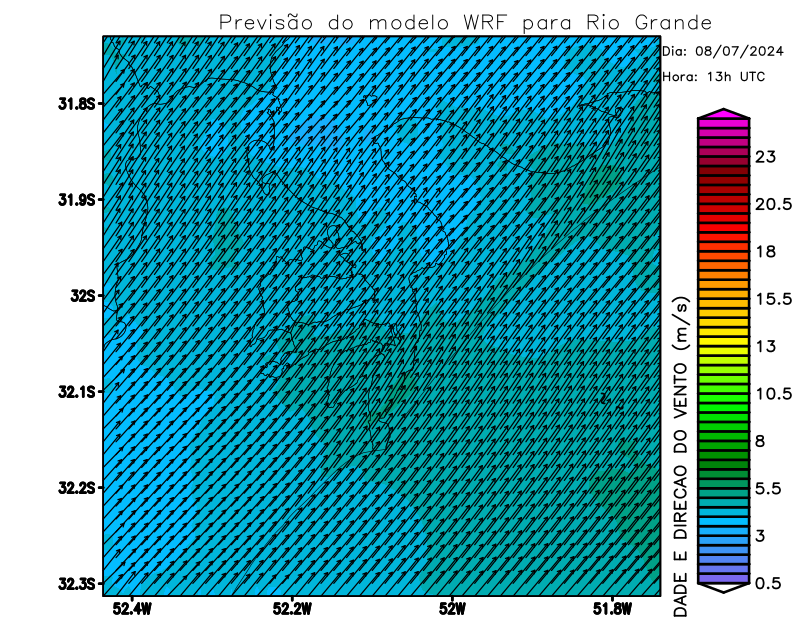 Previsão do modelo WRF para Rio Grande
Dia: 08/07/2024
Hora: 13h UTC
31.8S
31.9S
32S
32.1S
32.2S
32.3S
52.4W
52.2W
52W
51.8W
DADE E DIRECAO DO VENTO (m/s)
23
20.5
18
15.5
13
10.5
8
5.5
3
0.5